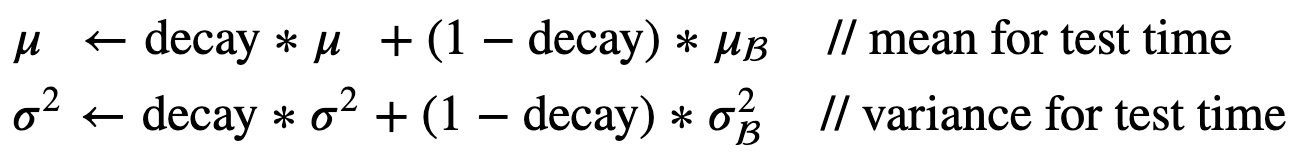 μ ← decay ∗ μ + (1 − decay) ∗ μ_ℬ // mean for test time
σ² ← decay ∗ σ² + (1 − decay) ∗ σ²_ℬ // variance for test time